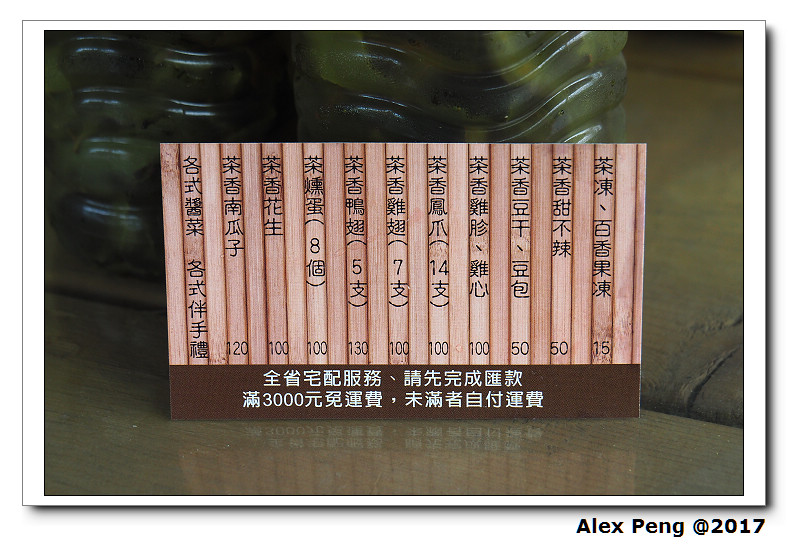 茶凍、百香果凍 15
茶香甜不辣 50
茶香豆干、豆包 50
茶香雞胗、雞心 100
茶香鳳爪(14支) 100
茶香雞翅(7支) 100
茶香鴨翅(5支) 130
茶燻蛋(8個) 100
茶香花生 100
茶香南瓜子 120
各式醬菜 各式伴手禮
全省宅配服務、請先完成匯款
滿3000元免運費，未滿者自付運費
Alex Peng @2017